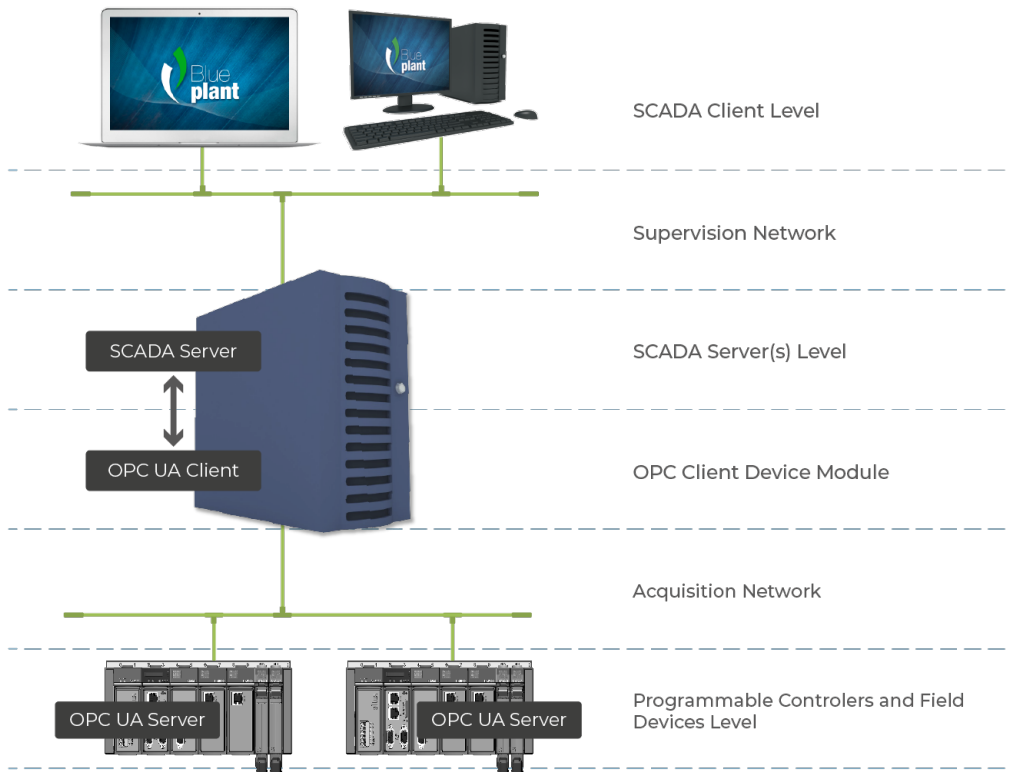 Blue
plant
Blue
plant
SCADA Client Level
Supervision Network
SCADA Server
SCADA Server(s) Level
OPC UA Client
OPC Client Device Module
Acquisition Network
OPC UA Server
OPC UA Server
Programmable Controlers and Field
Devices Level